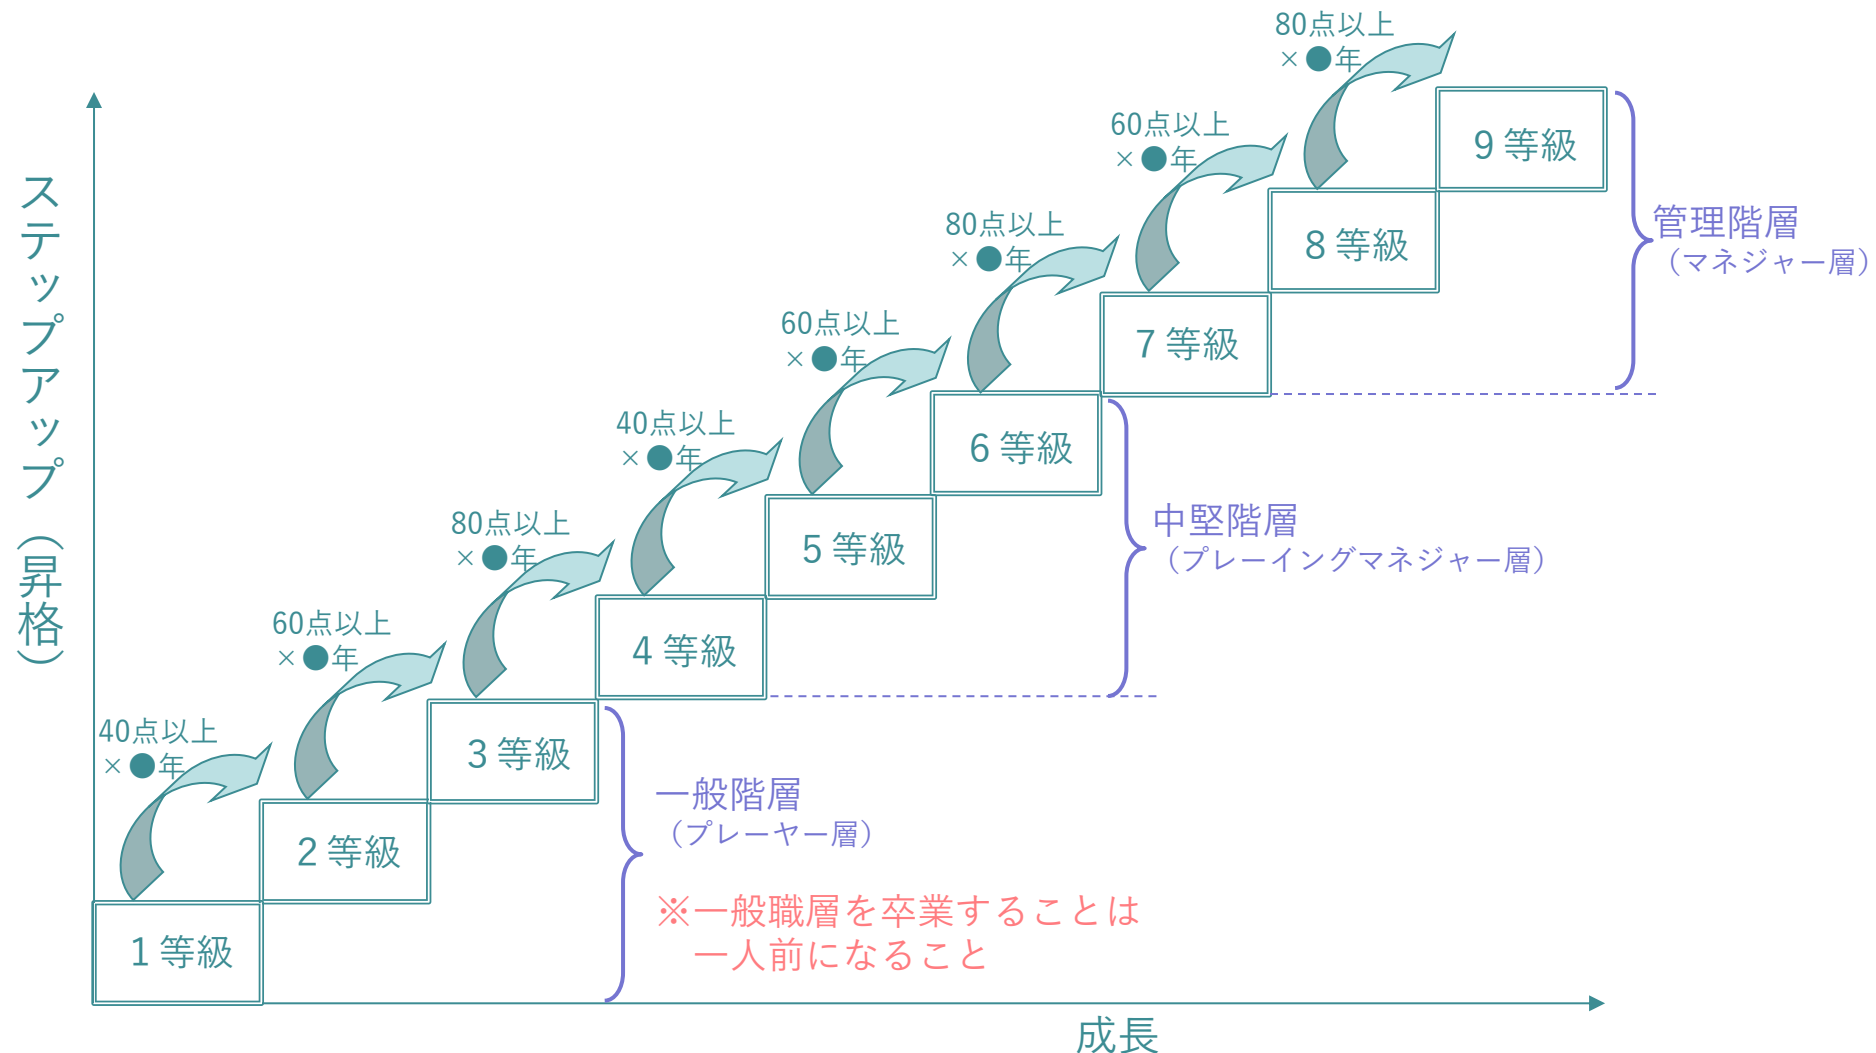 80点以上
×●年
9 等級
60点以上
×●年
8 等級
管理階層
（マネジャー層）
80点以上
×●年
7 等級
60点以上
×●年
6 等級
40点以上
×●年
5 等級
中堅階層
（プレーイングマネジャー層）
80点以上
×●年
4 等級
60点以上
×●年
3 等級
一般階層
（プレーヤー層）
40点以上
×●年
2 等級
※一般職層を卒業することは
一人前になること
1 等級
ステップアップ（昇格）
成長